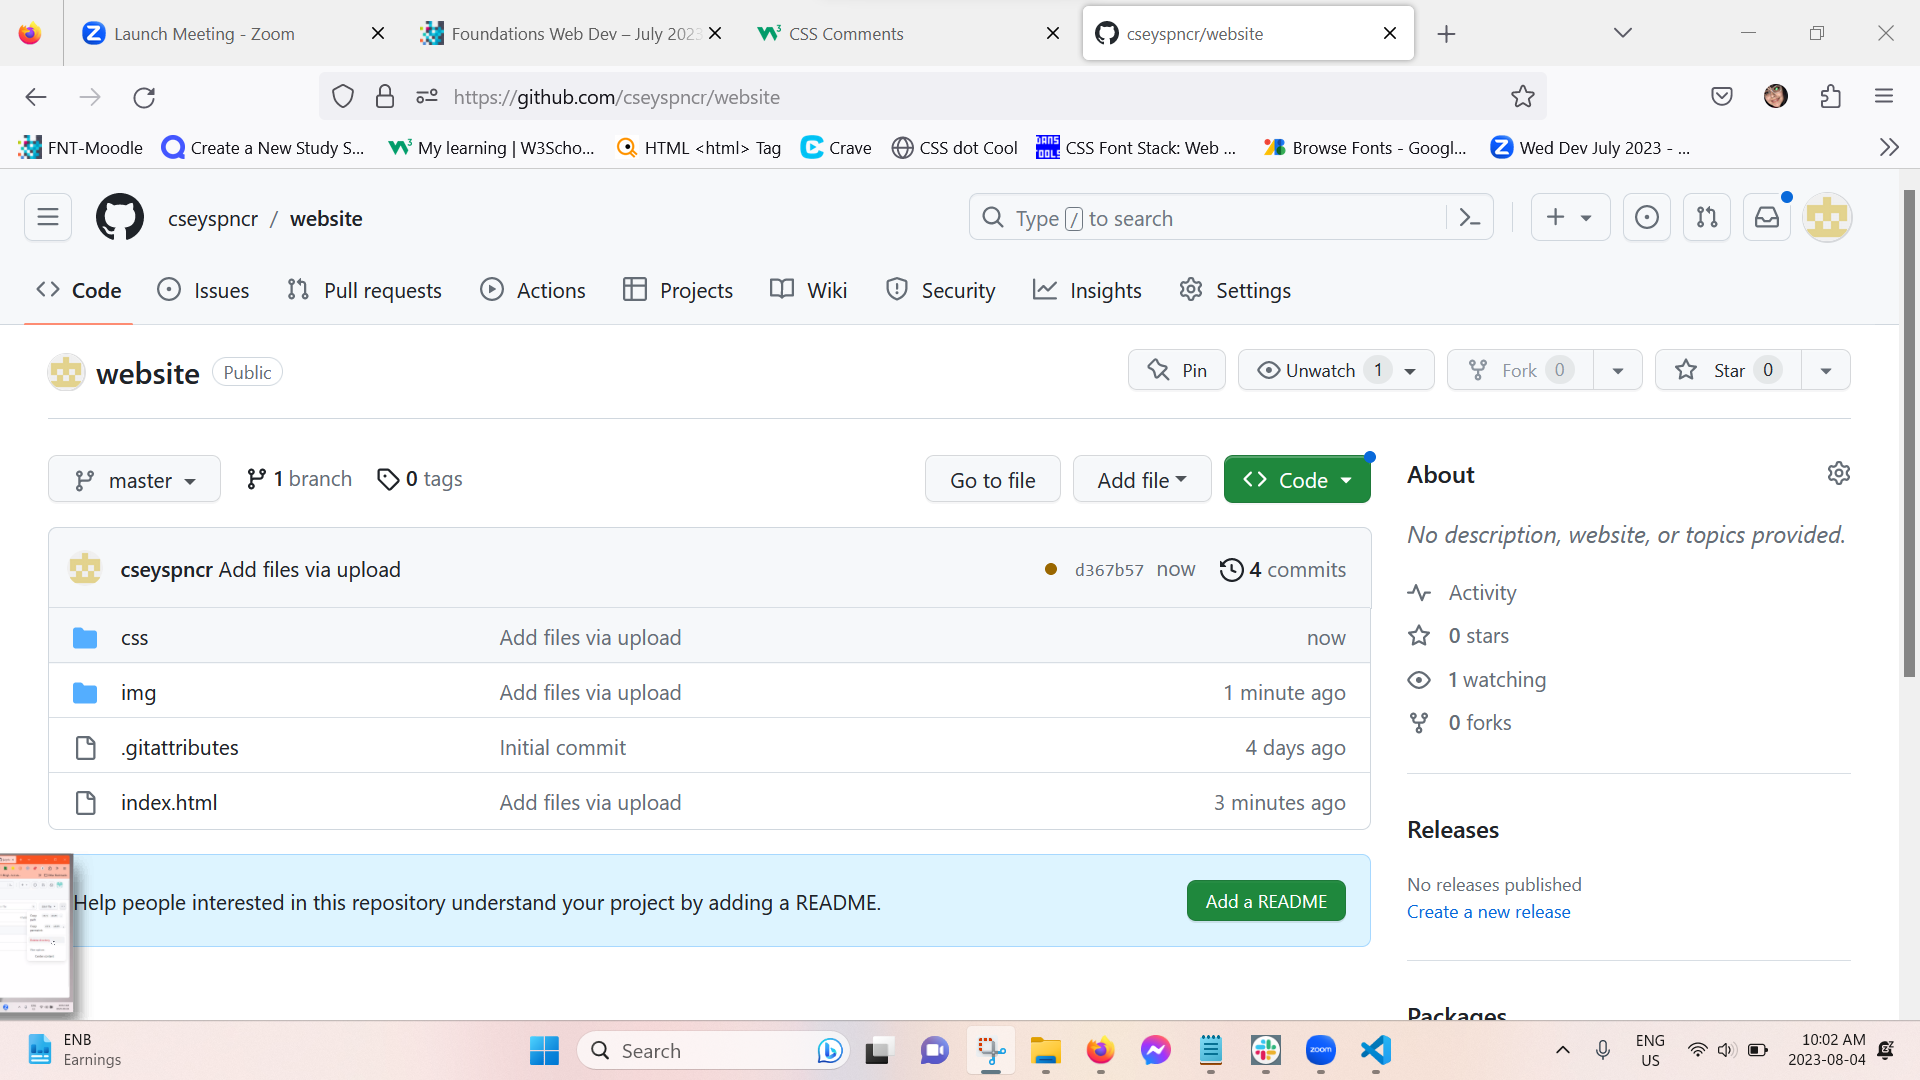 Launch Meeting - Zoom
Foundations Web Dev – July 2023
CSS Comments
cseyspncr/website
https://github.com/cseyspncr/website
FNT-Moodle
Create a New Study S...
My learning | W3Scho...
HTML <html> Tag
Crave
CSS dot Cool
CSS Font Stack: Web ...
Browse Fonts - Googl...
Wed Dev July 2023 - ...
cseyspncr / website
Type / to search
Code
Issues
Pull requests
Actions
Projects
Wiki
Security
Insights
Settings
website Public
Pin
Unwatch 1
Fork 0
Star 0
master
1 branch
0 tags
Go to file
Add file
Code
cseyspncr Add files via upload
d367b57 now
4 commits
css Add files via upload now
img Add files via upload 1 minute ago
.gitattributes Initial commit 4 days ago
index.html Add files via upload 3 minutes ago
Help people interested in this repository understand your project by adding a README.
Add a README
About
No description, website, or topics provided.
Activity
0 stars
1 watching
0 forks
Releases
No releases published
Create a new release
Packages
ENB
Earnings
Search
zoom
ENG
US
10:02 AM
2023-08-04